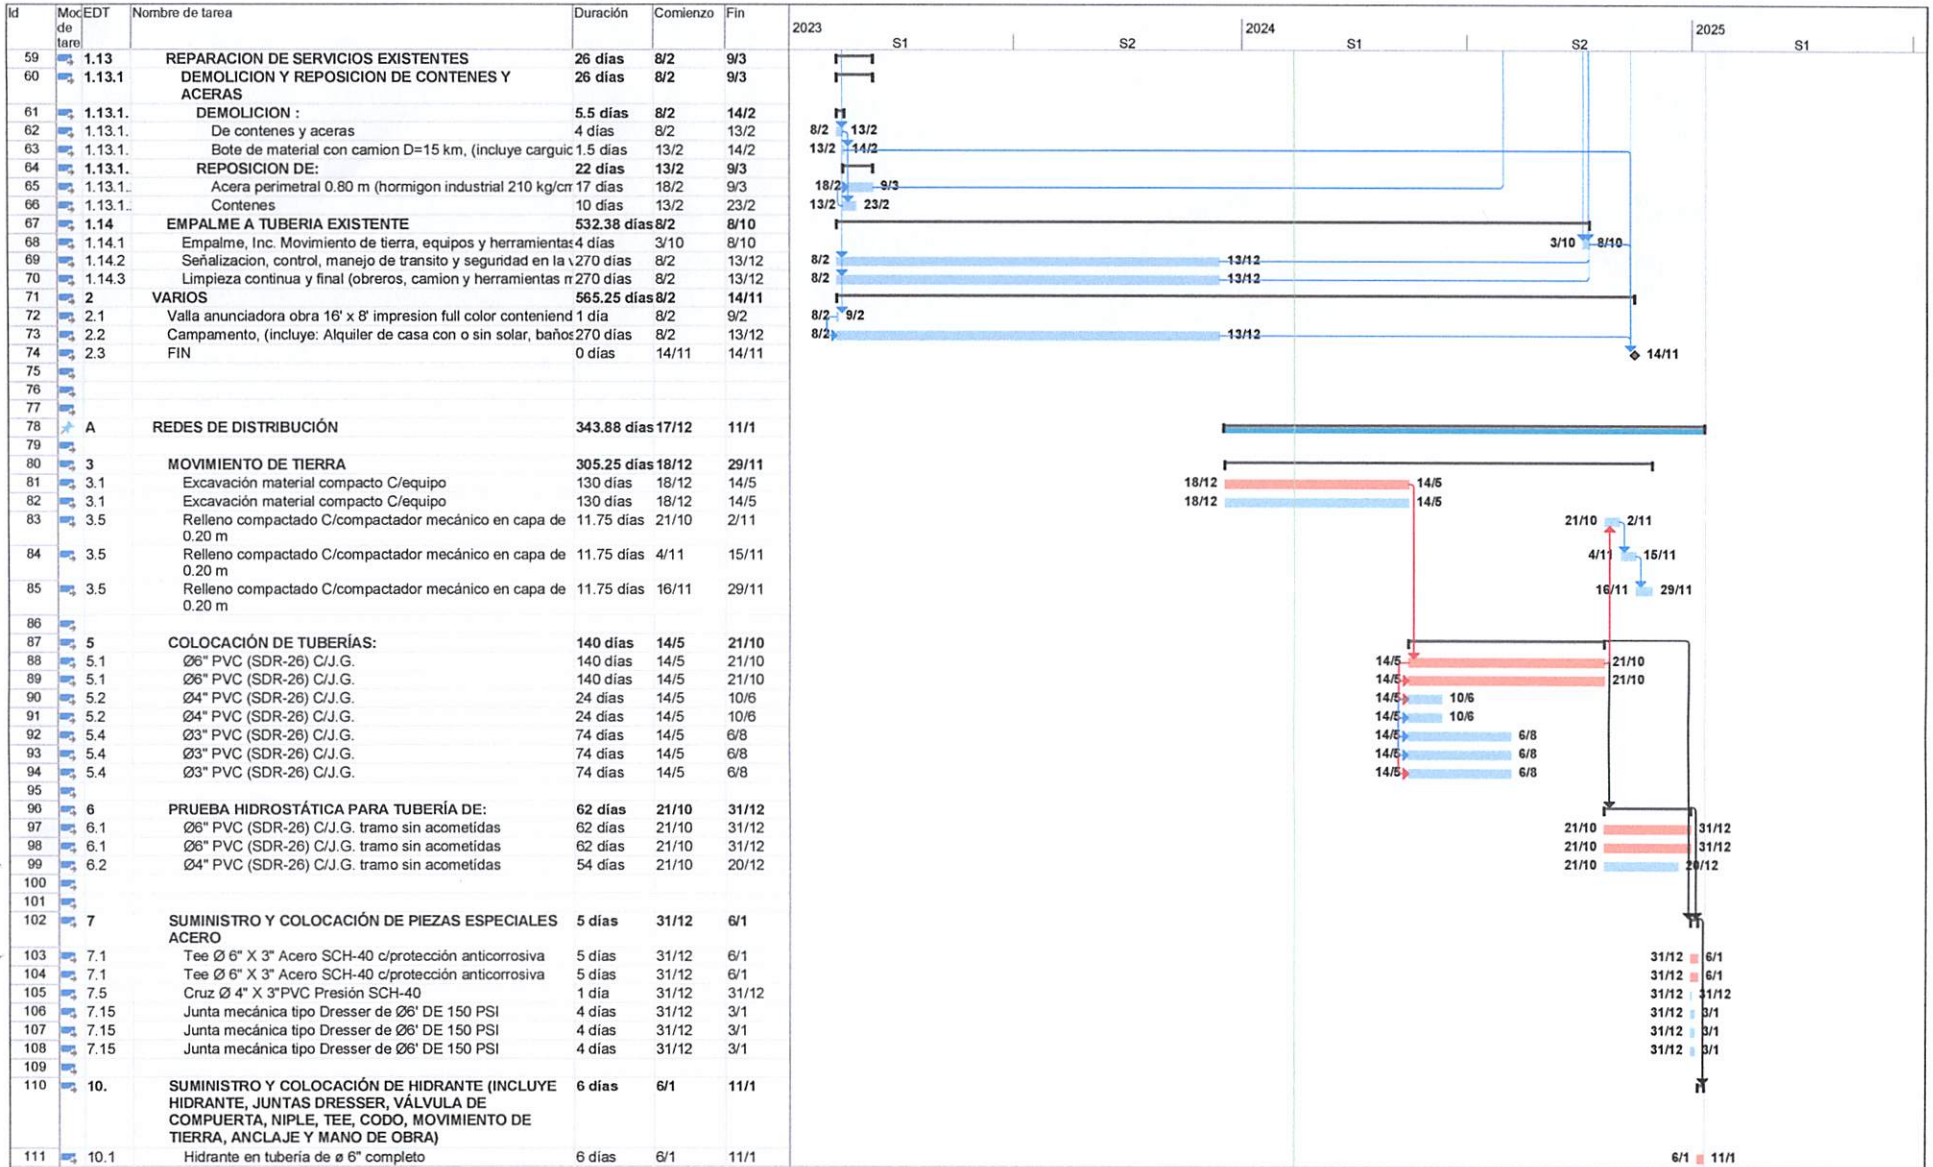 Id Moc EDT Nombre de tarea Duración Comienzo Fin
de
tare
2023 2024 2025
S1 S2 S1 S2 S1
59 1.13 REPARACION DE SERVICIOS EXISTENTES 26 días 8/2 9/3
60 1.13.1 DEMOLICION Y REPOSICION DE CONTENES Y 26 días 8/2 9/3
ACERAS
61 1.13.1. DEMOLICION : 5.5 días 8/2 14/2
62 1.13.1. De contenes y aceras 4 días 8/2 13/2 8/2 13/2
63 1.13.1. Bote de material con camion D=15 km, (incluye carguic 1.5 días 13/2 14/2 13/2 14/2
64 1.13.1. REPOSICION DE: 22 días 13/2 9/3
65 1.13.1.: Acera perimetral 0.80 m (hormigon industrial 210 kg/cm 17 días 18/2 9/3 18/2 9/3
66 1.13.1.: Contenes 10 días 13/2 23/2 13/2 23/2
67 1.14 EMPALME A TUBERIA EXISTENTE 532.38 días 8/2 8/10
68 1.14.1 Empalme, Inc. Movimiento de tierra, equipos y herramientas 4 días 3/10 8/10 3/10 8/10
69 1.14.2 Señalizacion, control, manejo de transito y seguridad en la v 270 días 8/2 13/12 8/2 13/12
70 1.14.3 Limpieza continua y final (obreros, camion y herramientas m 270 días 8/2 13/12 8/2 13/12
71 2 VARIOS 565.25 días 8/2 14/11
72 2.1 Valla anunciadora obra 16' x 8' impresion full color conteniend 1 día 8/2 9/2 8/2 9/2
73 2.2 Campamento, (incluye: Alquiler de casa con o sin solar, baños 270 días 8/2 13/12 8/2 13/12
74 2.3 FIN 0 días 14/11 14/11 14/11
75
76
77
78 A REDES DE DISTRIBUCIÓN 343.88 días 17/12 11/1
79
80 3 MOVIMIENTO DE TIERRA 305.25 días 18/12 29/11
81 3.1 Excavación material compacto C/equipo 130 días 18/12 14/5 18/12 14/5
82 3.1 Excavación material compacto C/equipo 130 días 18/12 14/5 18/12 14/5
83 3.5 Relleno compactado C/compactador mecánico en capa de 11.75 días 21/10 2/11 21/10 2/11
0.20 m
84 3.5 Relleno compactado C/compactador mecánico en capa de 11.75 días 4/11 15/11 4/11 15/11
0.20 m
85 3.5 Relleno compactado C/compactador mecánico en capa de 11.75 días 16/11 29/11 16/11 29/11
0.20 m
86
87 5 COLOCACIÓN DE TUBERÍAS: 140 días 14/5 21/10
88 5.1 Ø6" PVC (SDR-26) C/J.G. 140 días 14/5 21/10 14/5 21/10
89 5.1 Ø6" PVC (SDR-26) C/J.G. 140 días 14/5 21/10 14/5 21/10
90 5.2 Ø4" PVC (SDR-26) C/J.G. 24 días 14/5 10/6 14/5 10/6
91 5.2 Ø4" PVC (SDR-26) C/J.G. 24 días 14/5 10/6 14/5 10/6
92 5.4 Ø3" PVC (SDR-26) C/J.G. 74 días 14/5 6/8 14/5 6/8
93 5.4 Ø3" PVC (SDR-26) C/J.G. 74 días 14/5 6/8 14/5 6/8
94 5.4 Ø3" PVC (SDR-26) C/J.G. 74 días 14/5 6/8 14/5 6/8
95
96 6 PRUEBA HIDROSTÁTICA PARA TUBERÍA DE: 62 días 21/10 31/12
97 6.1 Ø6" PVC (SDR-26) C/J.G. tramo sin acometidas 62 días 21/10 31/12 21/10 31/12
98 6.1 Ø6" PVC (SDR-26) C/J.G. tramo sin acometidas 62 días 21/10 31/12 21/10 31/12
99 6.2 Ø4" PVC (SDR-26) C/J.G. tramo sin acometídas 54 días 21/10 20/12 21/10 20/12
100
101
102 7 SUMINISTRO Y COLOCACIÓN DE PIEZAS ESPECIALES 5 días 31/12 6/1
ACERO
103 7.1 Tee Ø 6" X 3" Acero SCH-40 c/protección anticorrosiva 5 días 31/12 6/1 31/12 6/1
104 7.1 Tee Ø 6" X 3" Acero SCH-40 c/protección anticorrosiva 5 días 31/12 6/1 31/12 6/1
105 7.5 Cruz Ø 4" X 3"PVC Presión SCH-40 1 día 31/12 31/12 31/12 31/12
106 7.15 Junta mecánica tipo Dresser de Ø6' DE 150 PSI 4 días 31/12 3/1 31/12 3/1
107 7.15 Junta mecánica tipo Dresser de Ø6' DE 150 PSI 4 días 31/12 3/1 31/12 3/1
108 7.15 Junta mecánica tipo Dresser de Ø6' DE 150 PSI 4 días 31/12 3/1 31/12 3/1
109
110 10. SUMINISTRO Y COLOCACIÓN DE HIDRANTE (INCLUYE 6 días 6/1 11/1
HIDRANTE, JUNTAS DRESSER, VÁLVULA DE
COMPUERTA, NIPLE, TEE, CODO, MOVIMIENTO DE
TIERRA, ANCLAJE Y MANO DE OBRA)
111 10.1 Hidrante en tubería de ø 6" completo 6 días 6/1 11/1 6/1 11/1